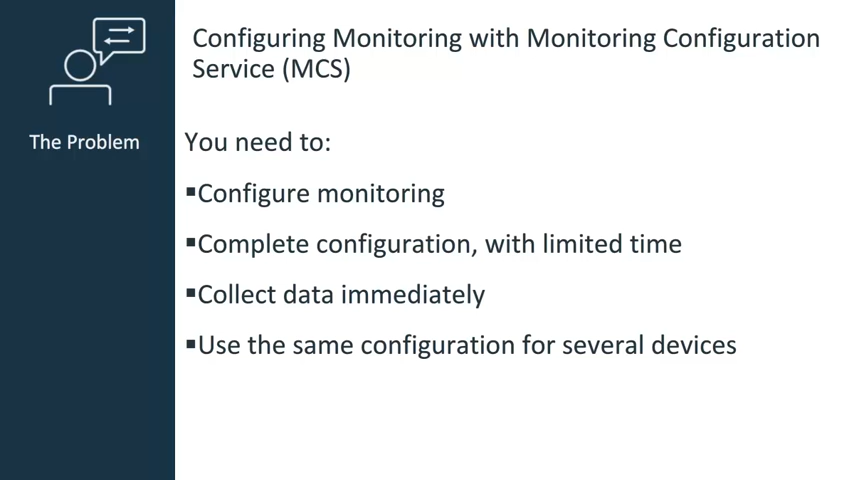 The Problem
Configuring Monitoring with Monitoring Configuration
Service (MCS)
You need to:
▪Configure monitoring
▪Complete configuration, with limited time
▪Collect data immediately
▪Use the same configuration for several devices